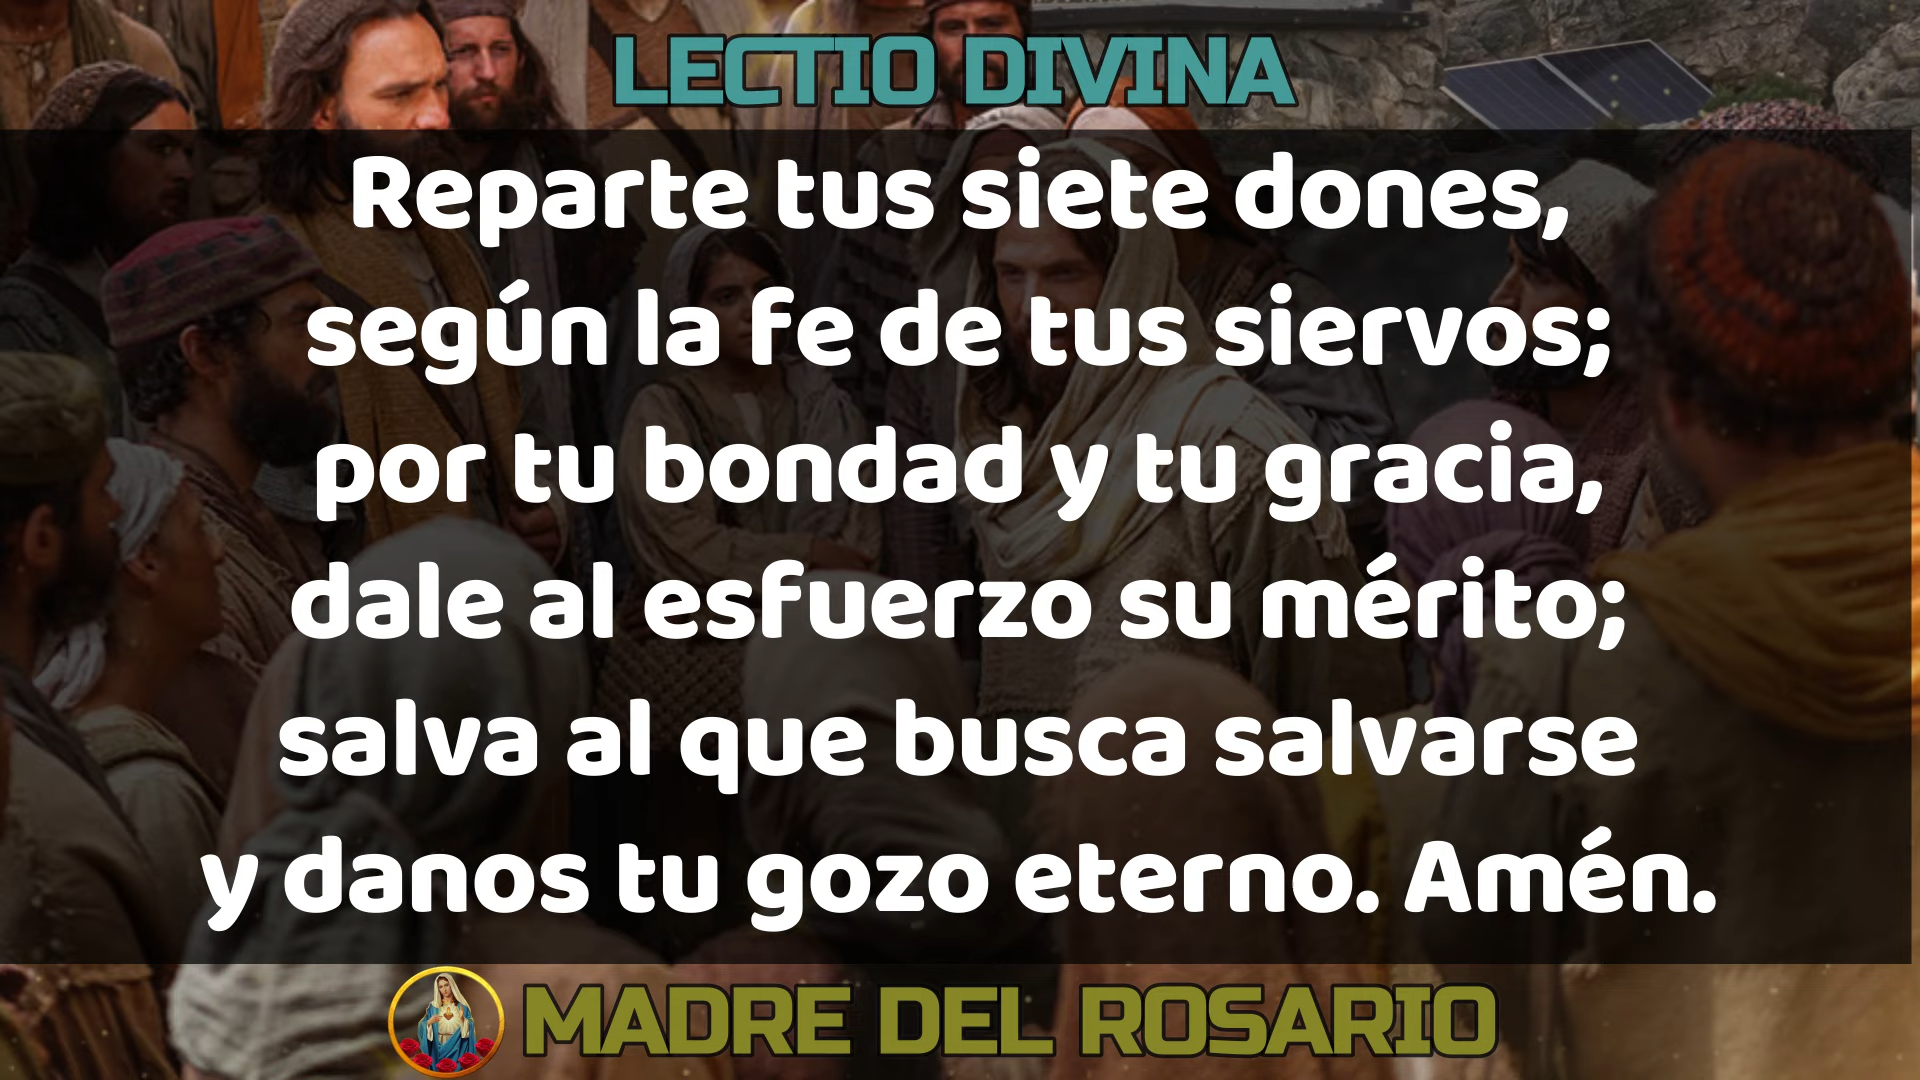 LECTIO DIVINA
Reparte tus siete dones,
según la fe de tus siervos;
por tu bondad y tu gracia,
dale al esfuerzo su mérito;
salva al que busca salvarse
y danos tu gozo eterno. Amén.
MADRE DEL ROSARIO